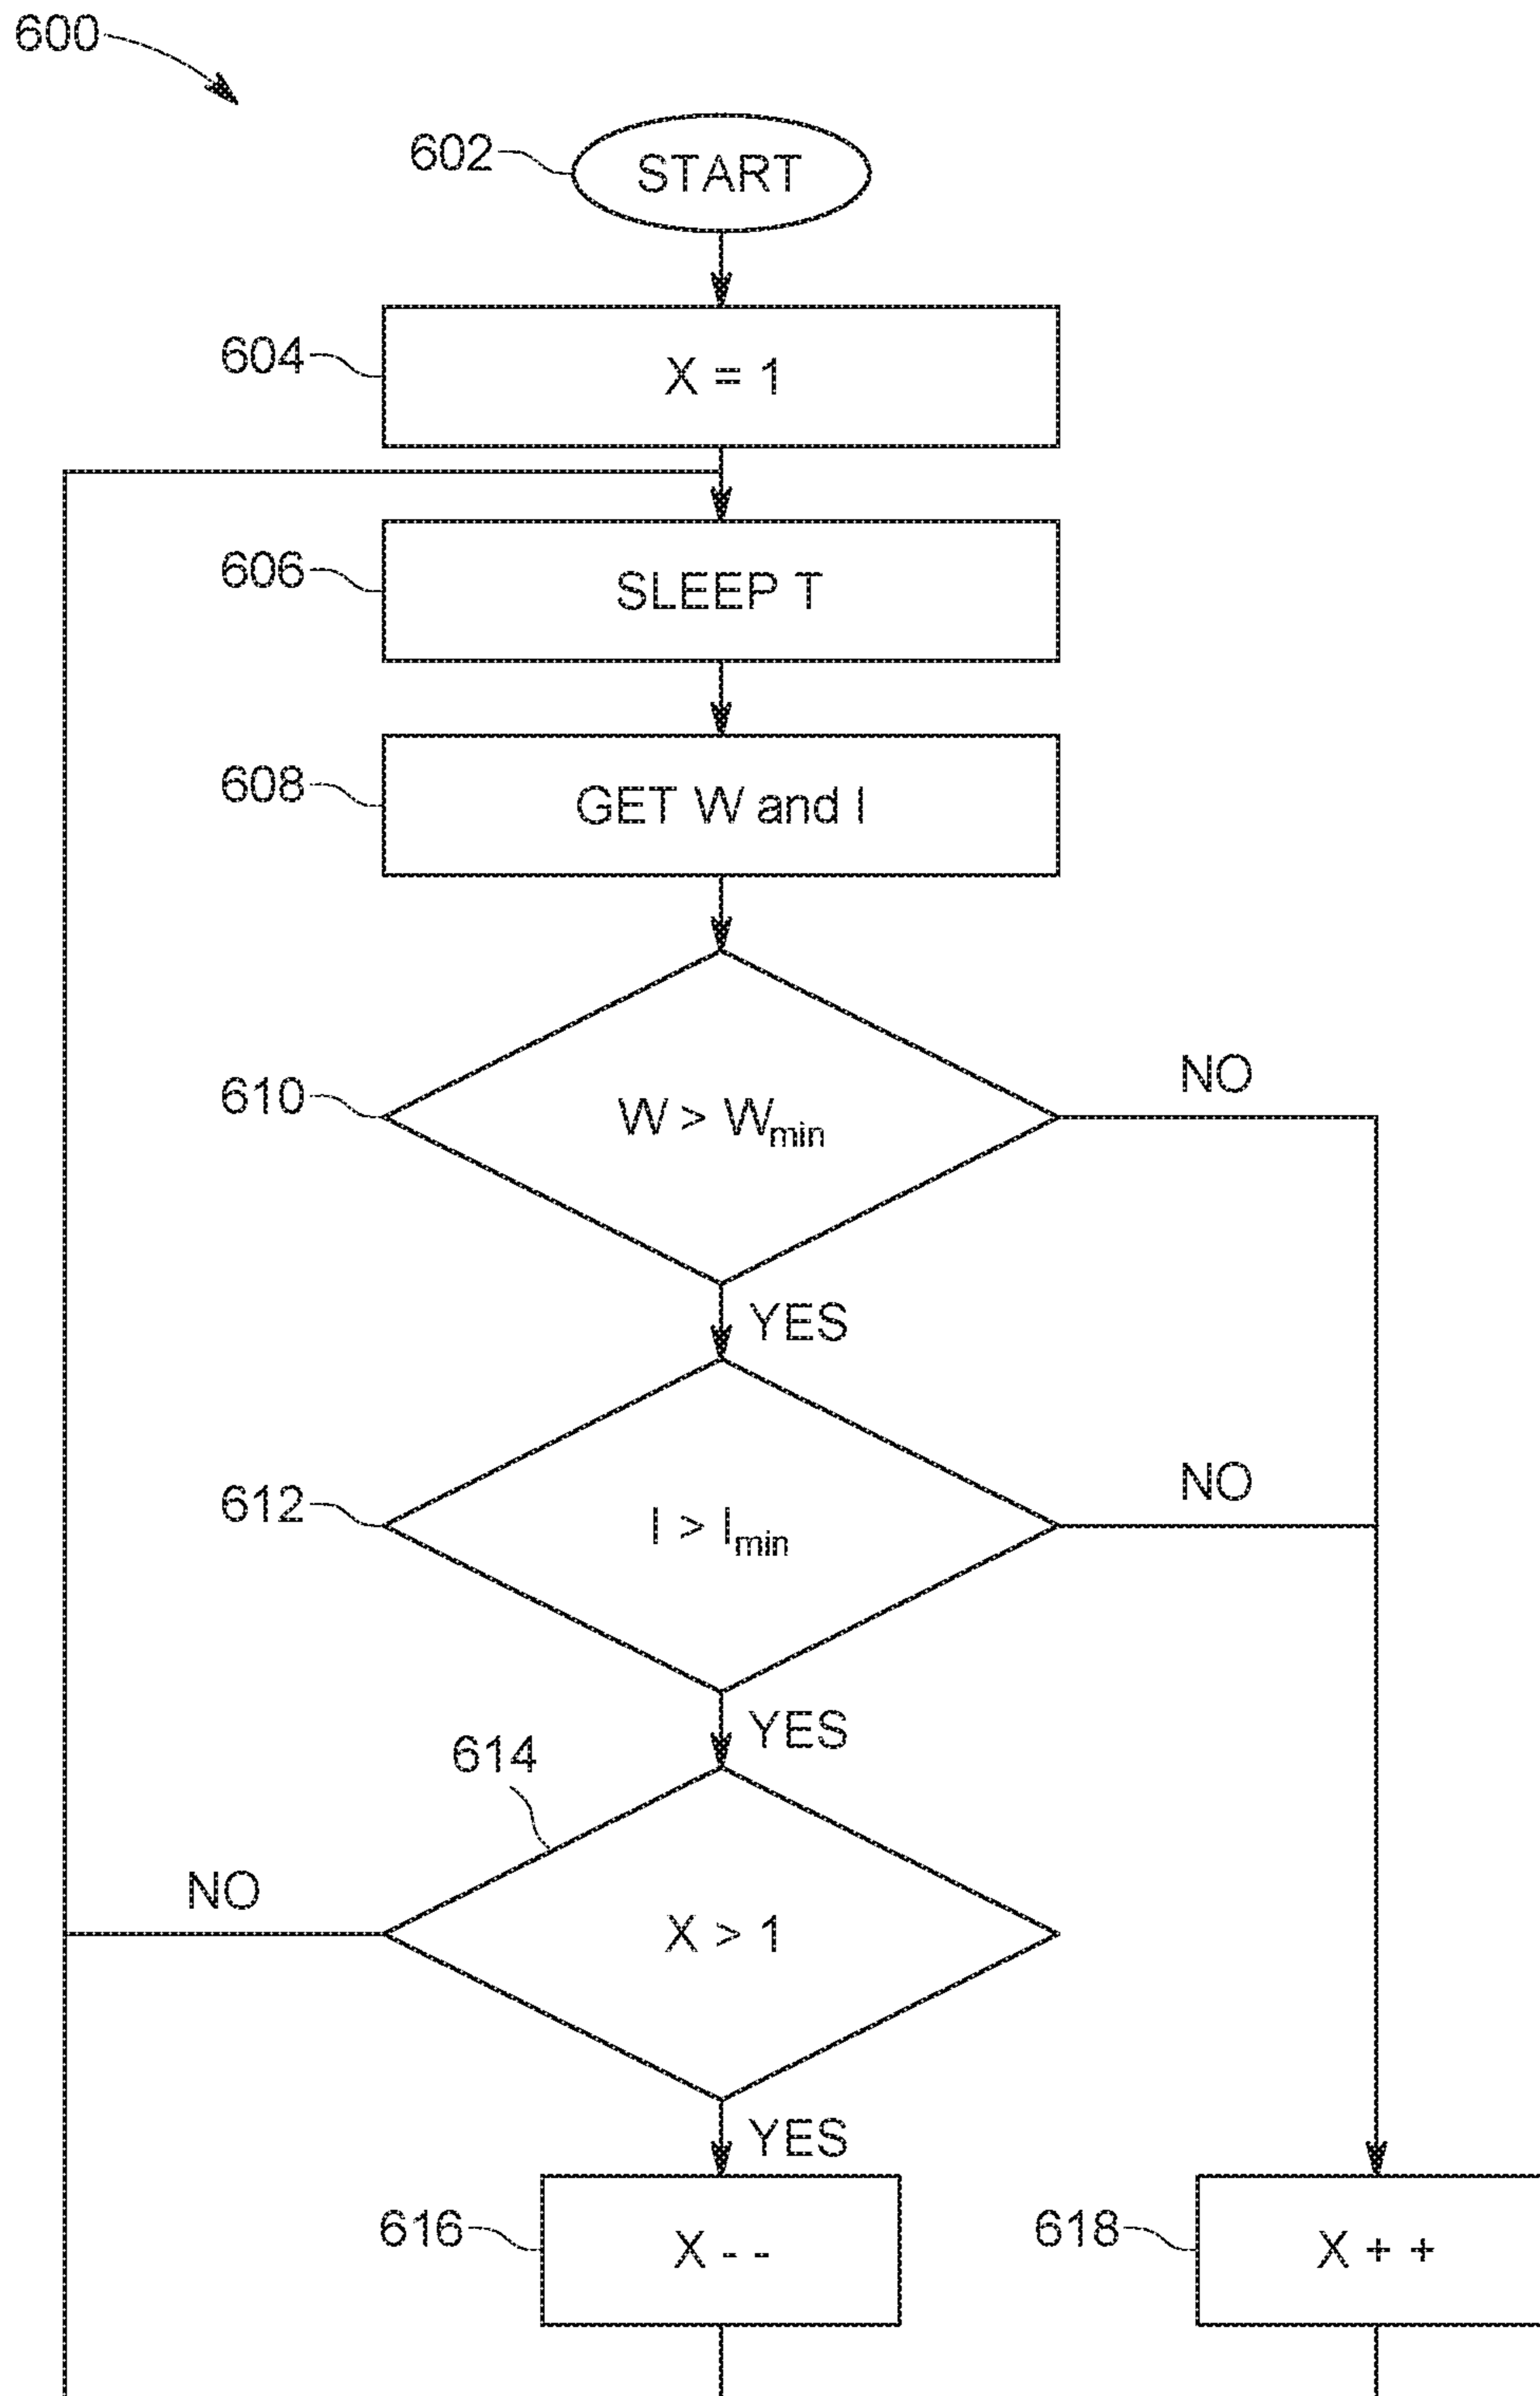 600
602
START
604
X = 1
606
SLEEP T
608
GET W and I
610
W > Wmin
NO
YES
612
I > Imin
NO
YES
614
X > 1
NO
YES
616
X - -
618
X + +